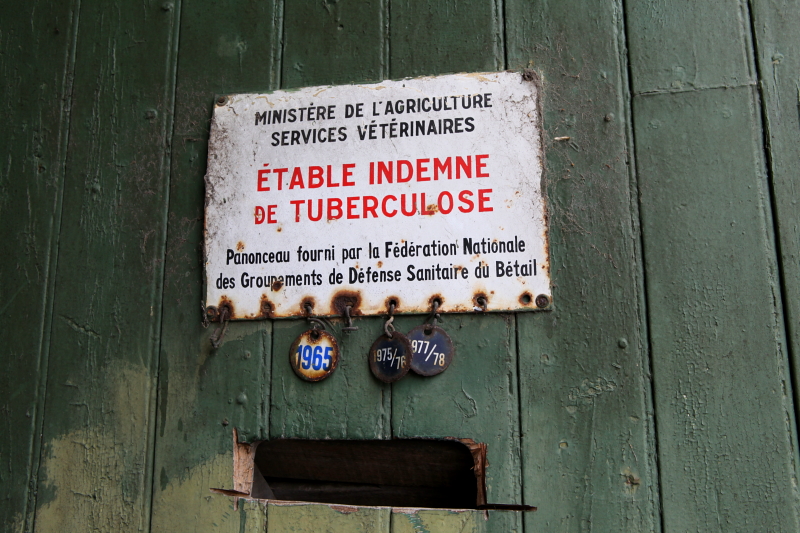 MINISTÈRE DE L'AGRICULTURE
SERVICES VÉTÉRINAIRES
ÉTABLE INDEMNE
DE TUBERCULOSE
Panonceau fourni par la Fédération Nationale
des Groupements de Défense Sanitaire du Bétail
1965
1975/76
1977/78